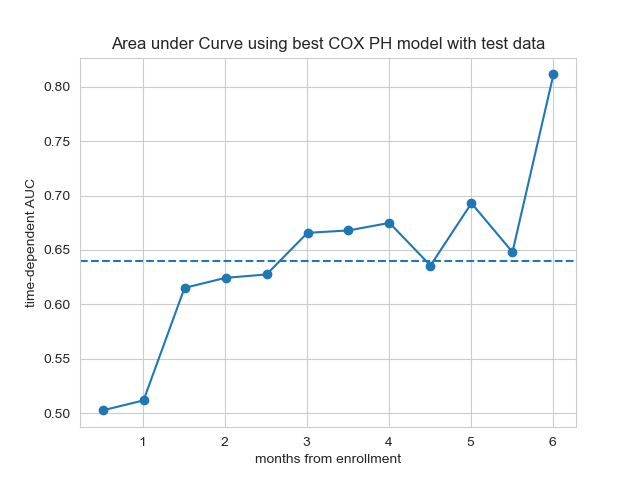 Area under Curve using best COX PH model with test data
time-dependent AUC
0.80
0.75
0.70
0.65
0.60
0.55
0.50
1 2 3 4 5 6
months from enrollment